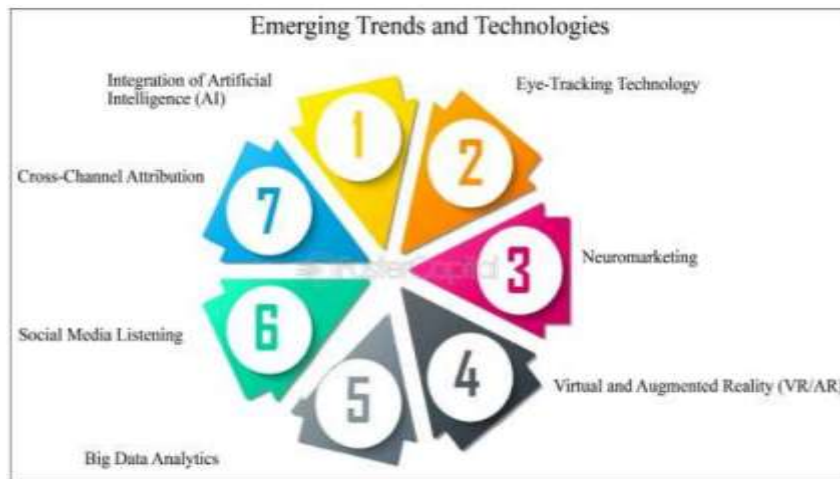 Emerging Trends and Technologies
Integration of Artificial
Intelligence (AI)
1
Eye-Tracking Technology
2
Neuromarketing
3
Virtual and Augmented Reality (VR/AR)
4
Big Data Analytics
5
Social Media Listening
6
Cross-Channel Attribution
7